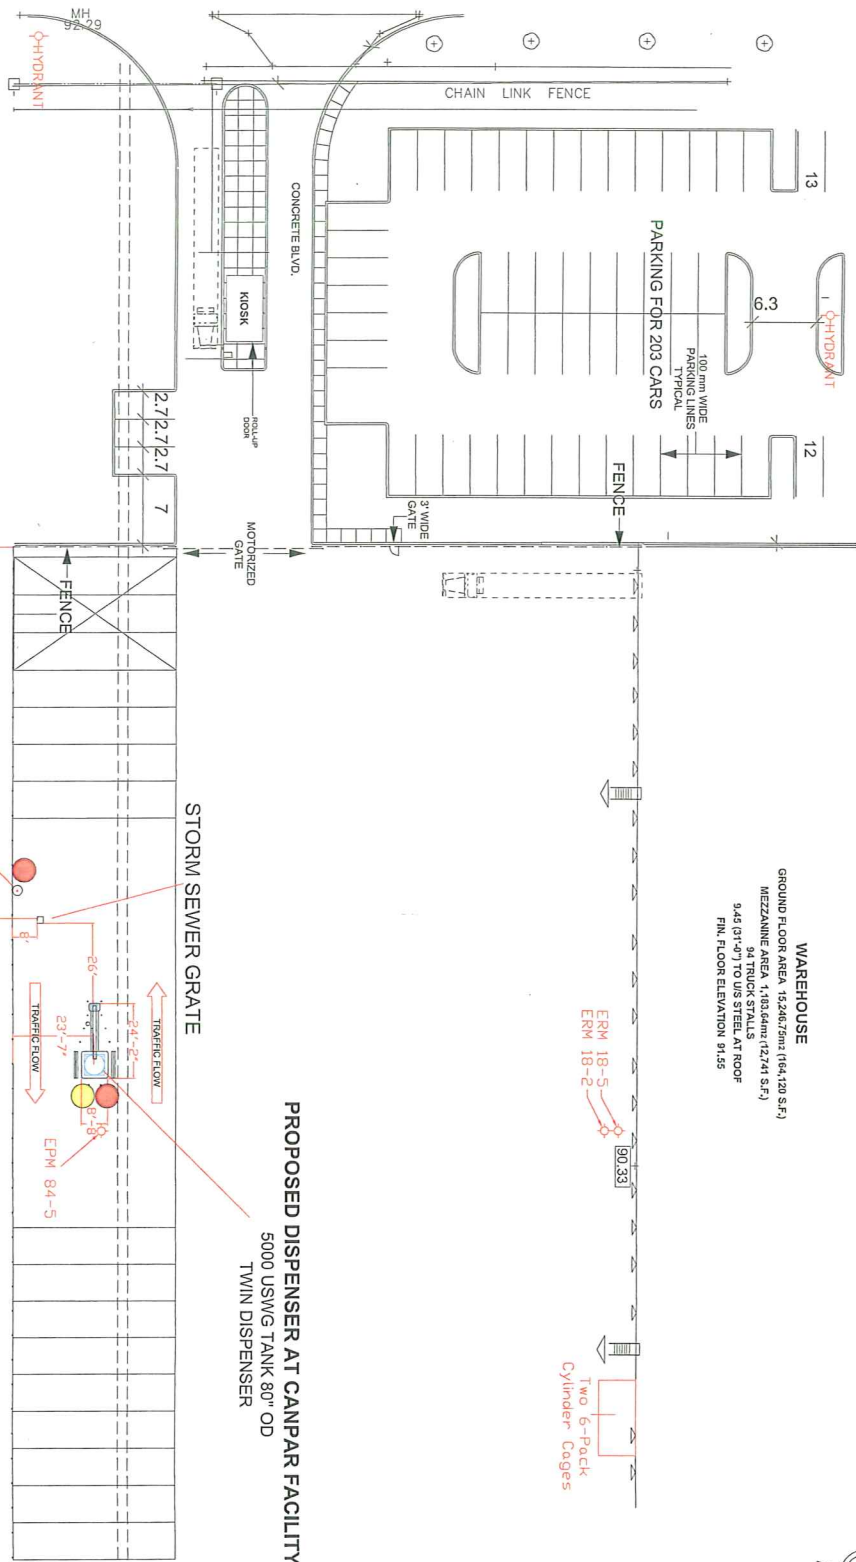 MH
92.29
HYDRANT
CHAIN LINK FENCE
CONCRETE BLVD.
KIOSK
ROLL-UP
DOOR
13
PARKING FOR 203 CARS
6.3
HYDRANT
100 mm WIDE
PARKING LINES
TYPICAL
12
2.7
2.7
2.7
7
FENCE
3' WIDE
GATE
MOTORIZED
GATE
FENCE
WAREHOUSE
GROUND FLOOR AREA 15,246.75m2 (164,120 S.F.)
MEZZANINE AREA 1,183.64m2 (12,741 S.F.)
94 TRUCK STALLS
9.45 (31'-0") TO U/S STEEL AT ROOF
FIN. FLOOR ELEVATION 91.55
STORM SEWER GRATE
8'
26'
24'-2"
23'-7"
TRAFFIC FLOW
TRAFFIC FLOW
8'-8
EPM 84-5
ERM 18-5
ERM 18-2
90.33
PROPOSED DISPENSER AT CANPAR FACILITY
5000 USWG TANK 80" OD
TWIN DISPENSER
Two 6-Pack
Cylinder Cages